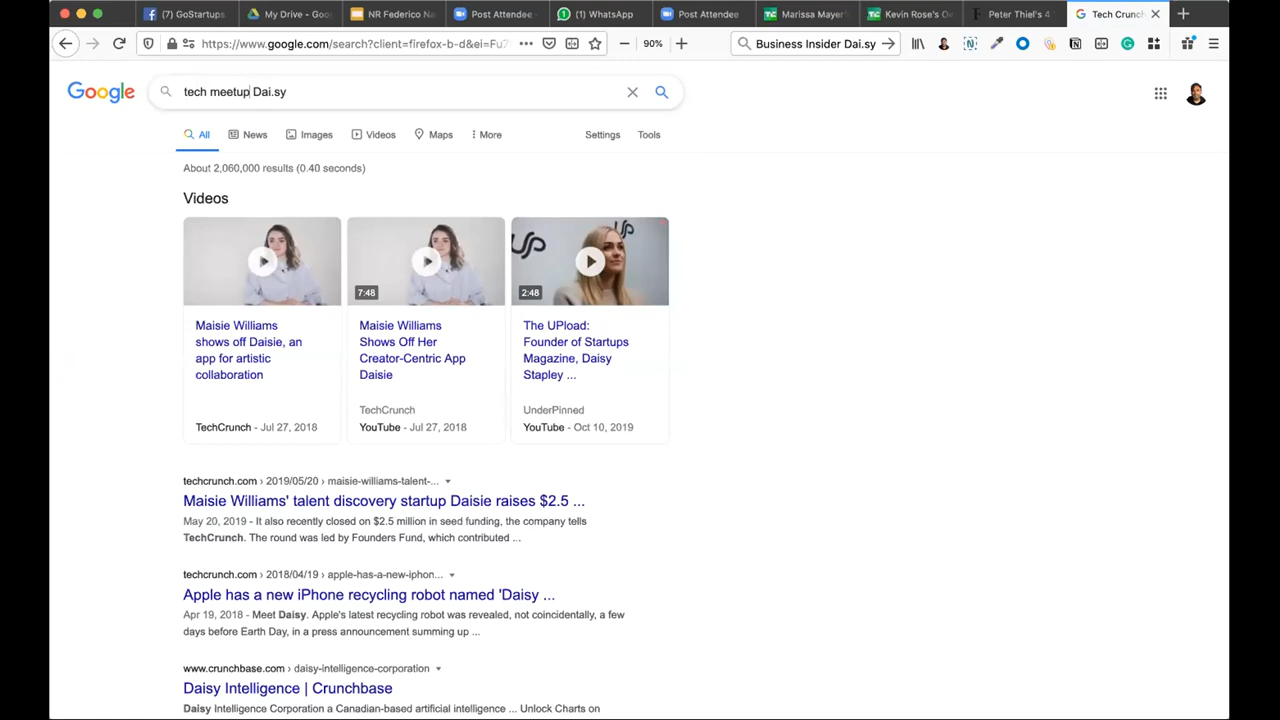 (7) GoStartups.
My Drive - Goo
NR Federico Na
Post Attendee
(1) WhatsApp
Post Attendee
Marissa Mayer
Kevin Rose's O
Peter Thiel's 4
Tech Crunch
https://www.google.com/search?client=firefox-b-d&ei=Fu7
90%
Business Insider Dai.sy
Google
tech meetup Dai.sy
All
News
Images
Videos
Maps
More
Settings
Tools
About 2,060,000 results (0.40 seconds)
Videos
Maisie Williams
shows off Daisie, an
app for artistic
collaboration
TechCrunch - Jul 27, 2018
7:48
Maisie Williams
Shows Off Her
Creator-Centric App
Daisie
TechCrunch
YouTube - Jul 27, 2018
UP
2:48
The UPload:
Founder of Startups
Magazine, Daisy
Stapley ...
UnderPinned
YouTube - Oct 10, 2019
techcrunch.com › 2019/05/20 › maisie-williams-talent-...
Maisie Williams' talent discovery startup Daisie raises $2.5 ...
May 20, 2019 - It also recently closed on $2.5 million in seed funding, the company tells
TechCrunch. The round was led by Founders Fund, which contributed ...
techcrunch.com › 2018/04/19 › apple-has-a-new-iphon...
Apple has a new iPhone recycling robot named 'Daisy ...
Apr 19, 2018 - Meet Daisy. Apple's latest recycling robot was revealed, not coincidentally, a few
days before Earth Day, in a press announcement summing up ...
www.crunchbase.com › daisy-intelligence-corporation
Daisy Intelligence | Crunchbase
Daisy Intelligence Corporation a Canadian-based artificial intelligence ... Unlock Charts on